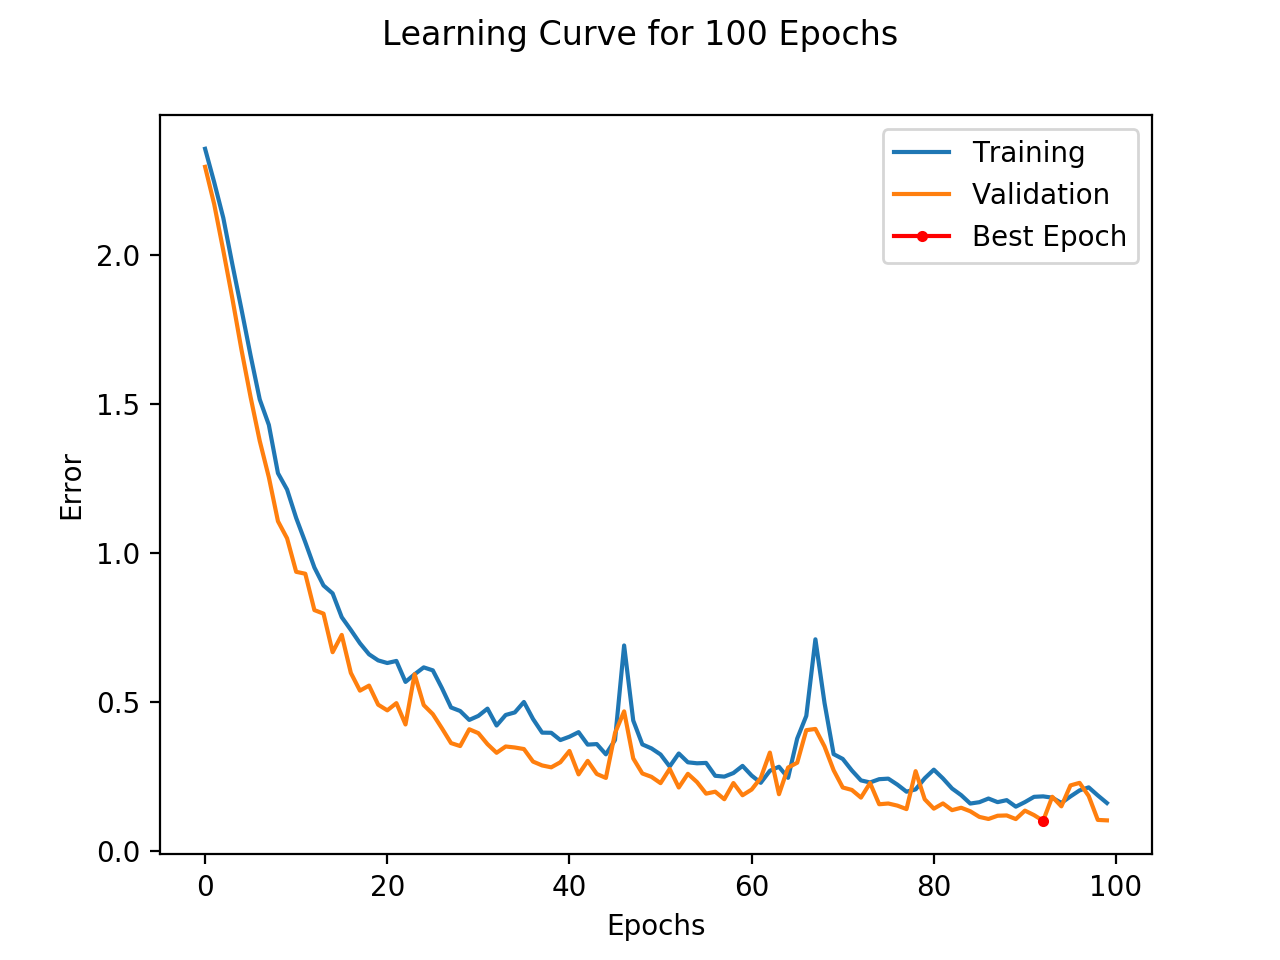 Learning Curve for 100 Epochs
Training
Validation
Best Epoch
2.0
1.5
1.0
0.5
0.0
Error
0 20 40 60 80 100
Epochs